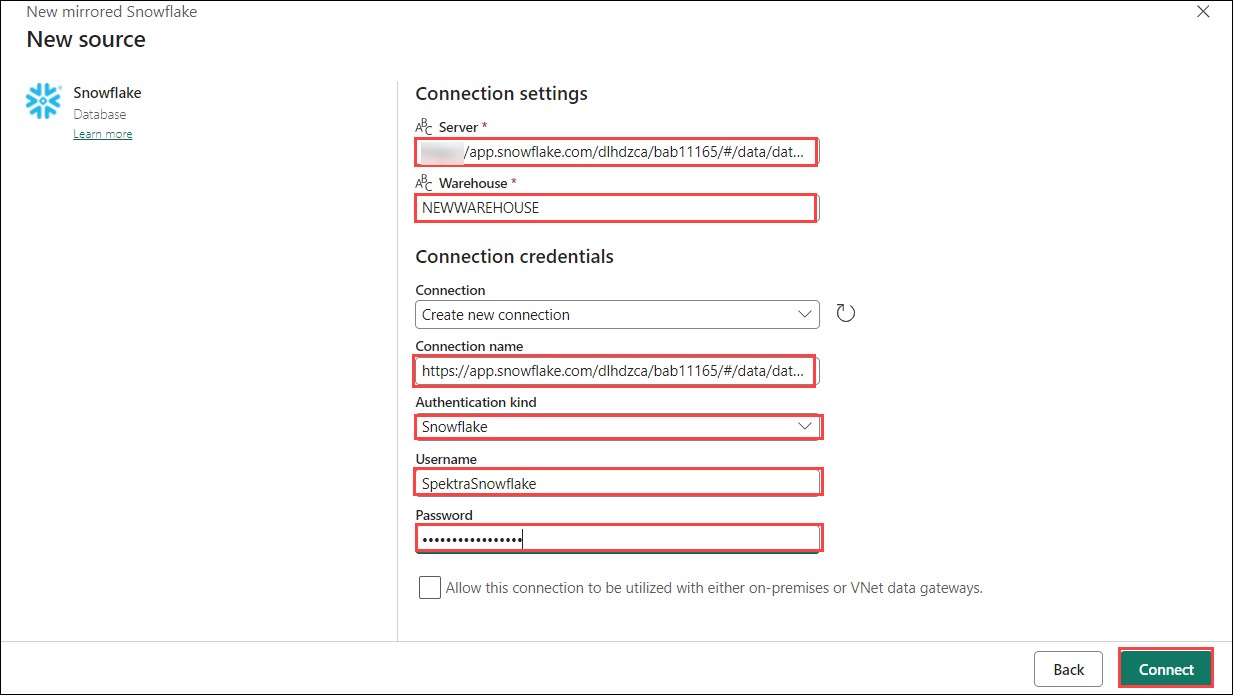 New mirrored Snowflake
New source
Snowflake
Database
Learn more
Connection settings
ABC Server *
/app.snowflake.com/dlhdzca/bab11165/#/data/dat...
ABC Warehouse *
NEWWAREHOUSE
Connection credentials
Connection
Create new connection
Connection name
https://app.snowflake.com/dlhdzca/bab11165/#/data/dat...
Authentication kind
Snowflake
Username
SpektraSnowflake
Password
•••••••••••••••••
Allow this connection to be utilized with either on-premises or VNet data gateways.
Back
Connect